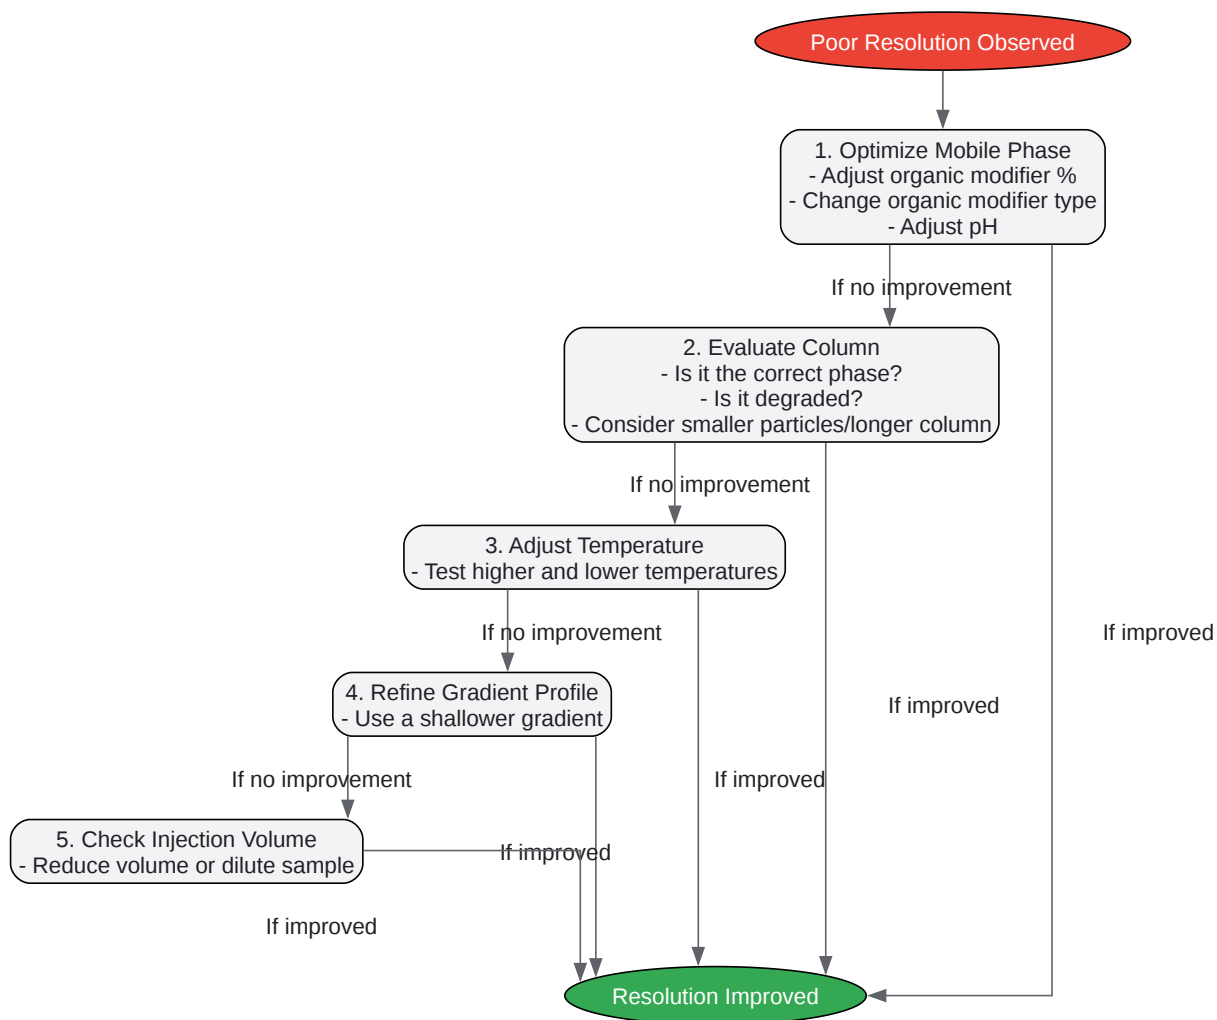 Poor Resolution Observed
1. Optimize Mobile Phase
- Adjust organic modifier %
- Change organic modifier type
- Adjust pH
If no improvement
2. Evaluate Column
- Is it the correct phase?
- Is it degraded?
- Consider smaller particles/longer column
If no improvement
3. Adjust Temperature
- Test higher and lower temperatures
If no improvement
If improved
4. Refine Gradient Profile
- Use a shallower gradient
If improved
If no improvement
If improved
5. Check Injection Volume
- Reduce volume or dilute sample
If improved
If improved
Resolution Improved